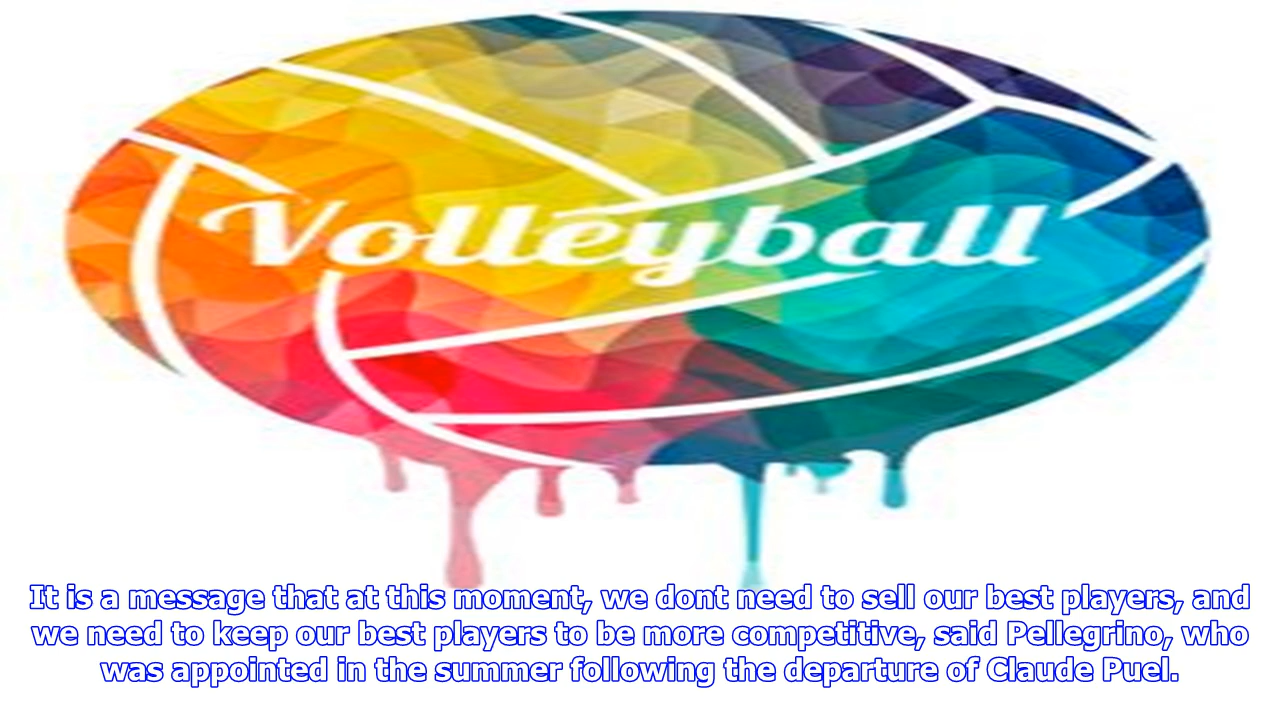 Volleyball
It is a message that at this moment, we dont need to sell our best players, and
we need to keep our best players to be more competitive, said Pellegrino, who
was appointed in the summer following the departure of Claude Puel.